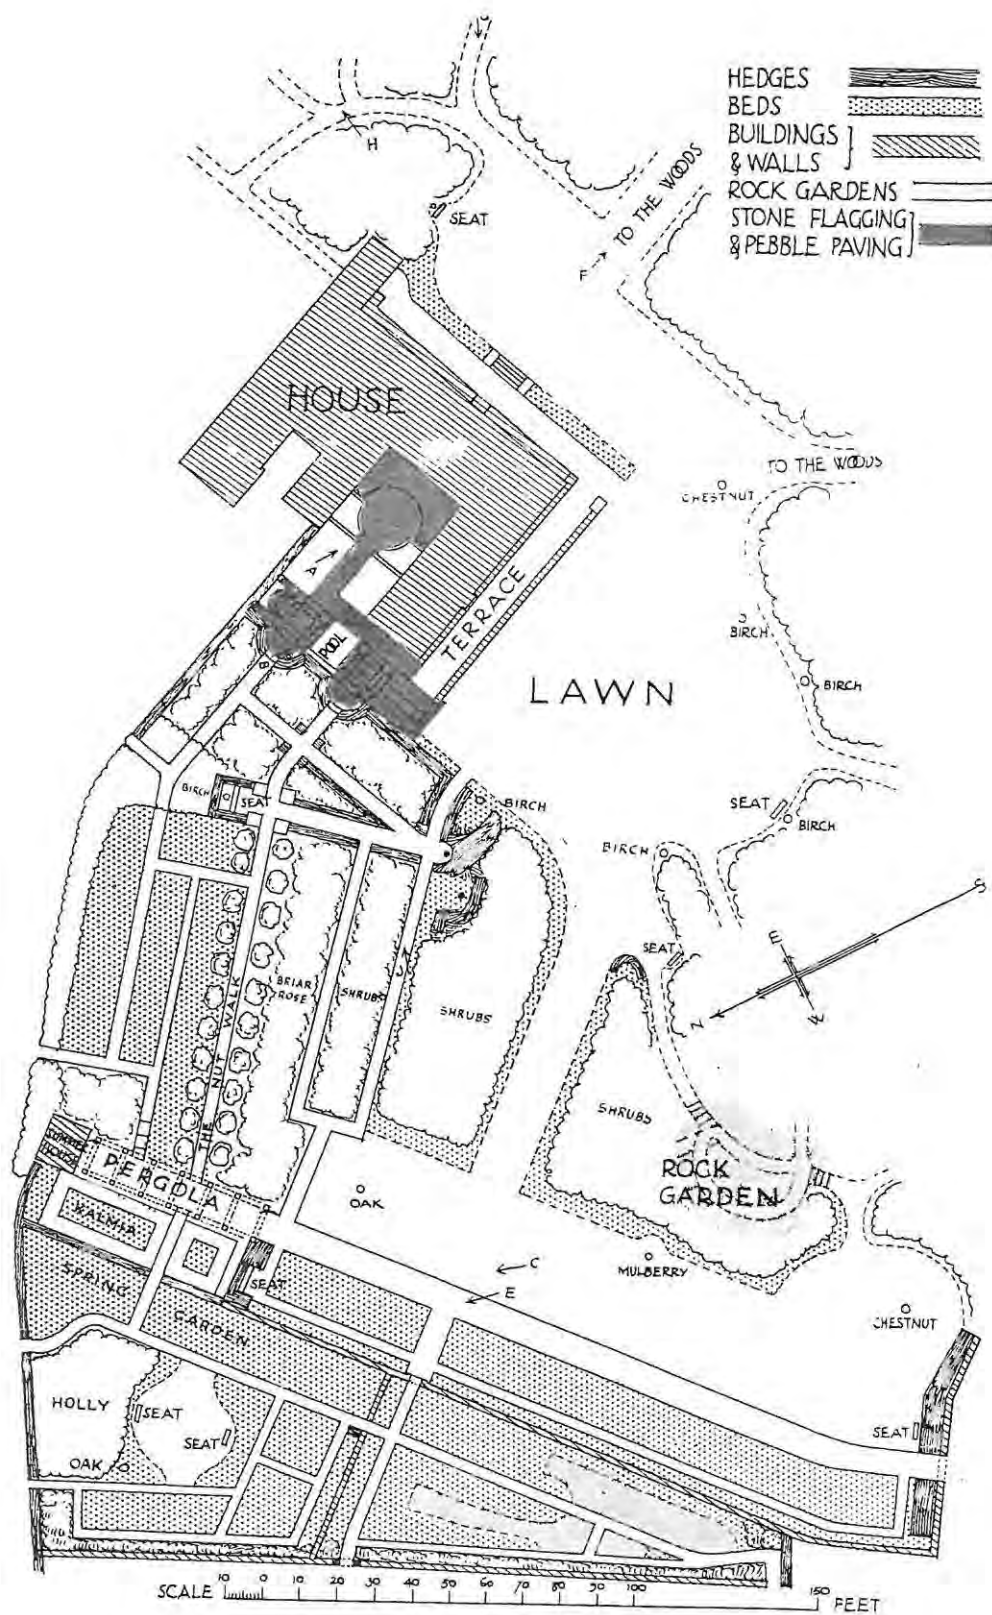 HEDGES
BEDS
BUILDINGS
& WALLS
ROCK GARDENS
STONE FLAGGING
& PEBBLE PAVING
H
SEAT
TO THE WOODS
F
HOUSE
TO THE WOODS
CHESTNUT
A
TERRACE
POOL
B
BIRCH
LAWN
BIRCH
BIRCH
SEAT
BIRCH
SEAT
BIRCH
BIRCH
S
E
W
N
SEAT
BRIAR
ROSE
SHRUBS
J
SHRUBS
THE NUT WALK
SHRUBS
SUMMER
HOUSE
PERGOLA
ROCK
GARDEN
OAK
KALMIA
MULBERRY
C
E
SEAT
SPRING
GARDEN
CHESTNUT
HOLLY
SEAT
SEAT
SEAT
OAK
SCALE 10 0 10 20 30 40 50 60 70 80 90 100 150 FEET